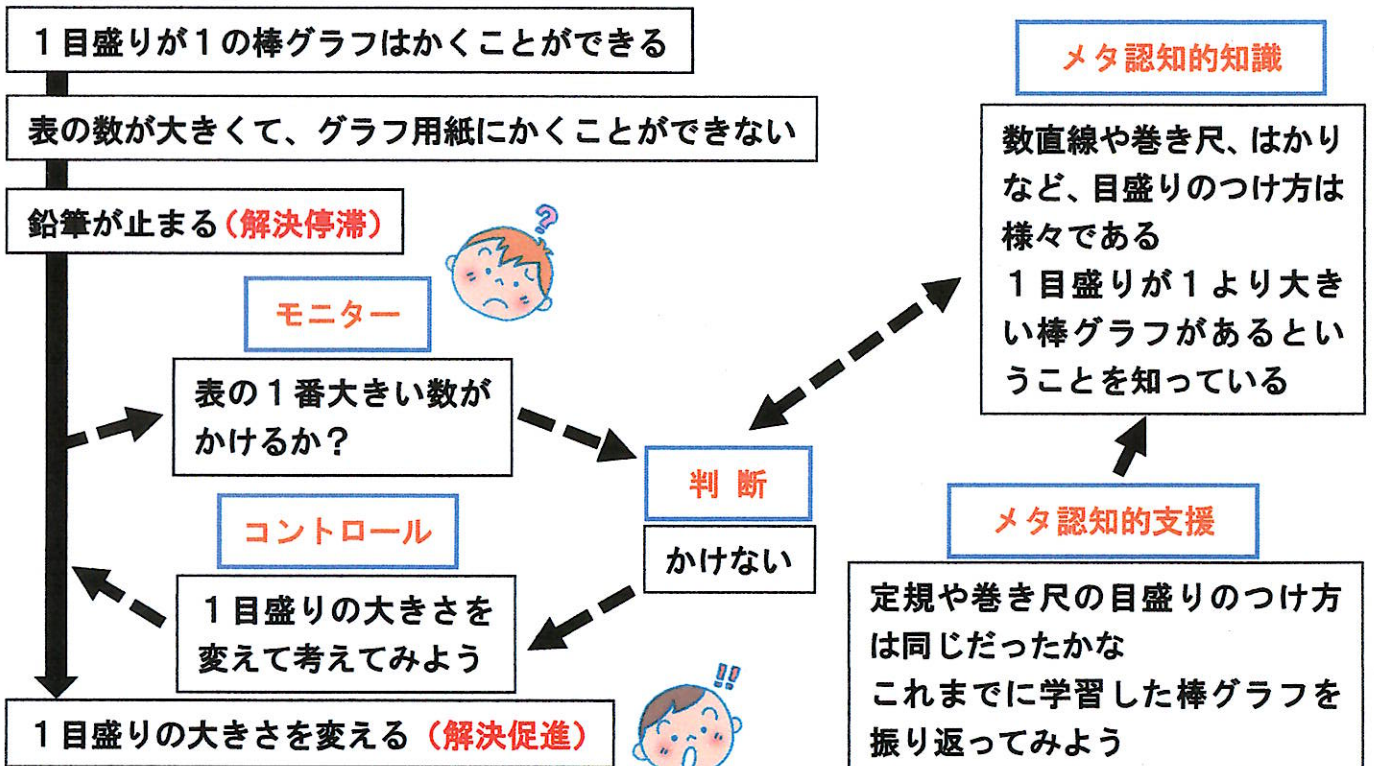 1目盛りが1の棒グラフはかくことができる
表の数が大きくて、グラフ用紙にかくことができない
鉛筆が止まる(解決停滞)
?
モニター
表の1番大きい数が
かけるか?
判 断
かけない
コントロール
1目盛りの大きさを
変えて考えてみよう
1目盛りの大きさを変える(解決促進)
!!
メタ認知的知識
数直線や巻き尺、はかり
など、目盛りのつけ方は
様々である
1目盛りが1より大き
い棒グラフがあるとい
うことを知っている
メタ認知的支援
定規や巻き尺の目盛りのつけ方
は同じだったかな
これまでに学習した棒グラフを
振り返ってみよう